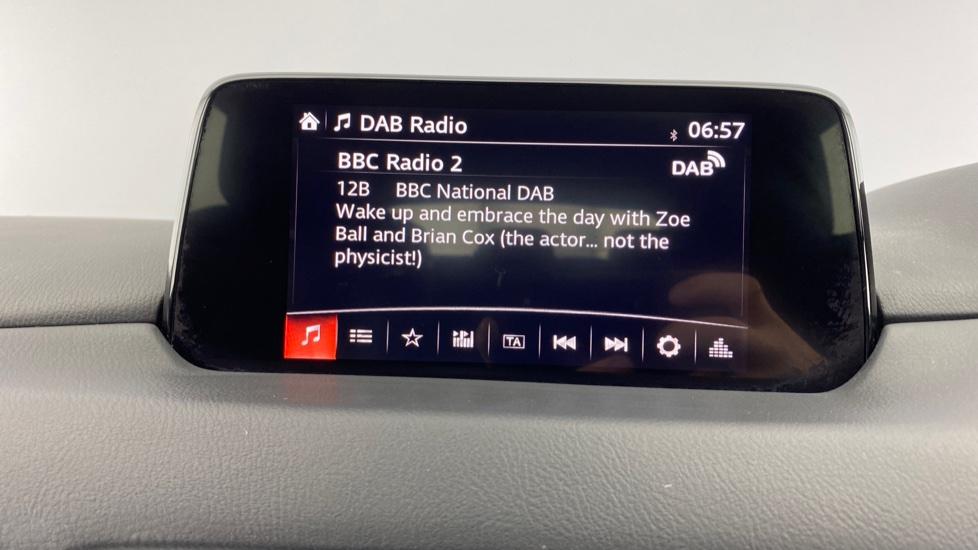 DAB Radio
06:57
BBC Radio 2
DAB
12B BBC National DAB
Wake up and embrace the day with Zoe
Ball and Brian Cox (the actor... not the
physicist!)
TA